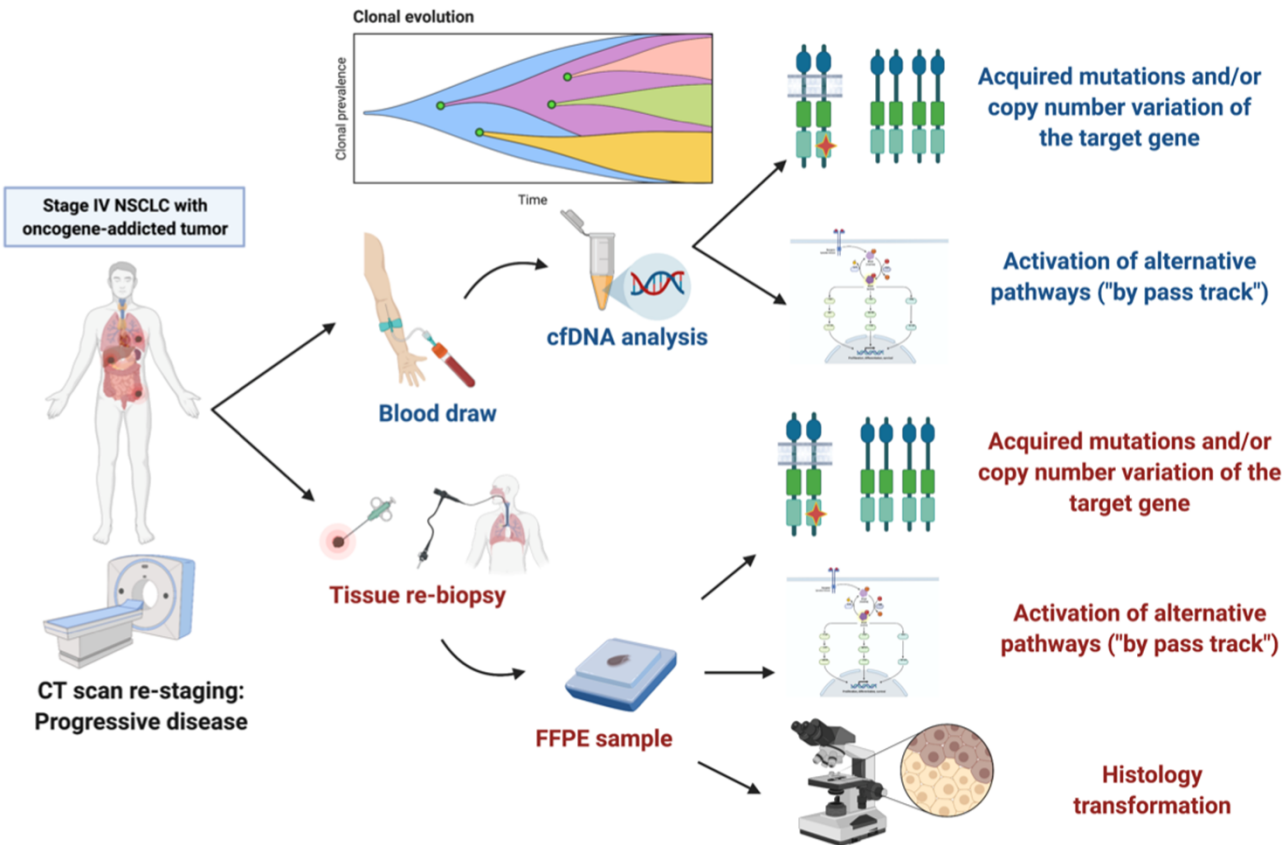 Clonal evolution
Clonal prevalence
Time
Stage IV NSCLC with
oncogene-addicted tumor
CT scan re-staging:
Progressive disease
Blood draw
cfDNA analysis
Acquired mutations and/or
copy number variation of
the target gene
Activation of alternative
pathways ("by pass track")
Tissue re-biopsy
FFPE sample
Acquired mutations and/or
copy number variation of the
target gene
Activation of alternative
pathways ("by pass track")
Histology
transformation